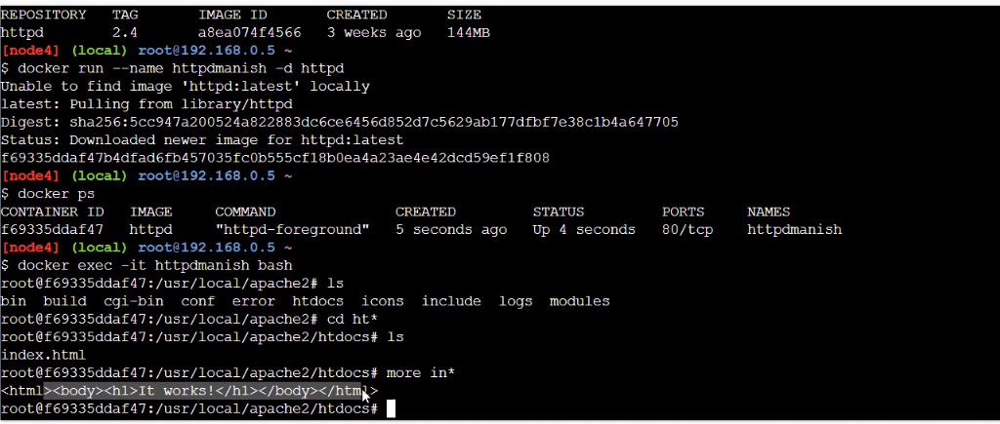 REPOSITORY TAG IMAGE ID CREATED SIZE
httpd 2.4 a8ea074f4566 3 weeks ago 144MB
[node4] (local) root@192.168.0.5 ~
$ docker run --name httpdmanish -d httpd
Unable to find image 'httpd:latest' locally
latest: Pulling from library/httpd
Digest: sha256:5cc947a200524a822883dc6ce6456d852d7c5629ab177dfbf7e38c1b4a647705
Status: Downloaded newer image for httpd:latest
f69335ddaf47b4dfad6fb457035fc0b555cf18b0ea4a23ae4e42dcd59ef1f808
[node4] (local) root@192.168.0.5 ~
$ docker ps
CONTAINER ID IMAGE COMMAND CREATED STATUS PORTS NAMES
f69335ddaf47 httpd "httpd-foreground" 5 seconds ago Up 4 seconds 80/tcp httpdmanish
[node4] (local) root@192.168.0.5 ~
$ docker exec -it httpdmanish bash
root@f69335ddaf47:/usr/local/apache2# ls
bin build cgi-bin conf error htdocs icons include logs modules
root@f69335ddaf47:/usr/local/apache2# cd ht*
root@f69335ddaf47:/usr/local/apache2/htdocs# ls
index.html
root@f69335ddaf47:/usr/local/apache2/htdocs# more in*
<html><body><h1>It works!</h1></body></html>
root@f69335ddaf47:/usr/local/apache2/htdocs#